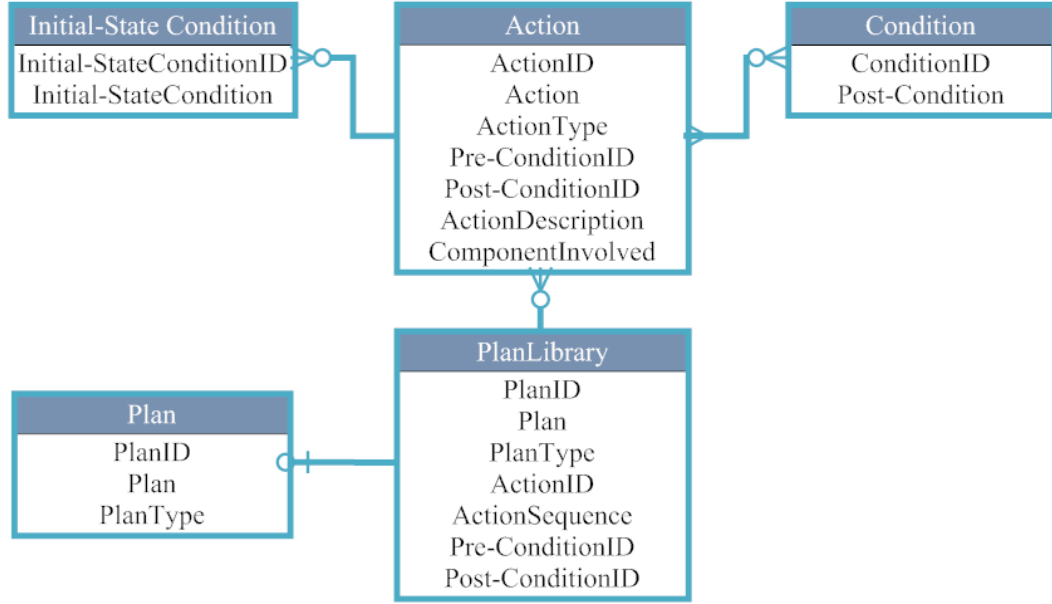 Initial-State Condition
Initial-StateConditionID
Initial-StateCondition
Action
ActionID
Action
ActionType
Pre-ConditionID
Post-ConditionID
ActionDescription
ComponentInvolved
Condition
ConditionID
Post-Condition
Plan
PlanID
Plan
PlanType
PlanLibrary
PlanID
Plan
PlanType
ActionID
ActionSequence
Pre-ConditionID
Post-ConditionID